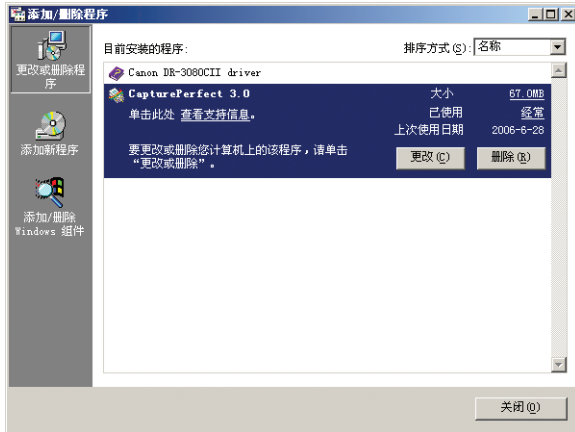 添加/删除程序
更改或删除程序
添加新程序
添加/删除
Windows 组件
目前安装的程序:
排序方式(S): 名称
Canon DR-3080CII driver
CapturePerfect 3.0
大小 67.0MB
单击此处 查看支持信息。
已使用 经常
上次使用日期 2006-6-28
要更改或删除您计算机上的该程序，请单击
“更改或删除”。
更改(C) 删除(R)
关闭(O)